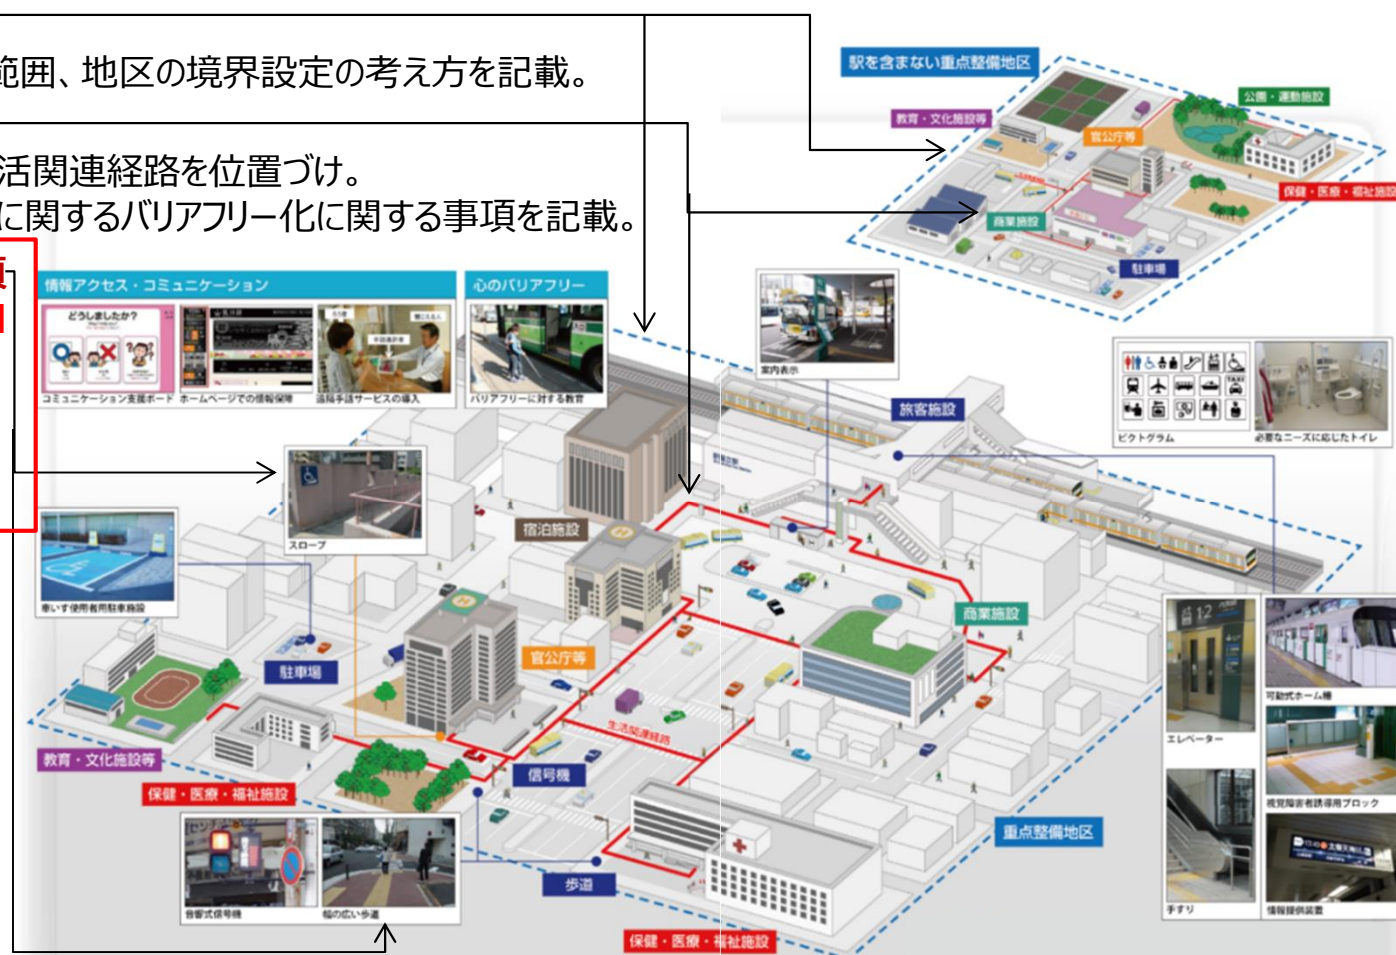 範囲、地区の境界設定の考え方を記載。
活関連経路を位置づけ。
に関するバリアフリー化に関する事項を記載。
項
駅を含まない重点整備地区
公園・運動施設
教育・文化施設等
官公庁等
保健・医療・福祉施設
商業施設
駐車場
情報アクセス・コミュニケーション
心のバリアフリー
どうしましたか?
コミュニケーション支援ボード
ホームページでの情報保障
遠隔手話サービスの導入
バリアフリーに対する教育
案内表示
旅客施設
TAXI
ピクトグラム
必要なニーズに応じたトイレ
スロープ
宿泊施設
車いす使用者用駐車施設
商業施設
官公庁等
駐車場
1·2
可動式ホーム柵
エレベーター
生活関連経路
教育・文化施設等
信号機
保健・医療・福祉施設
視覚障害者誘導用ブロック
重点整備地区
歩道
音響式信号機
幅の広い歩道
手すり
情報提供装置
保健・医療・福祉施設